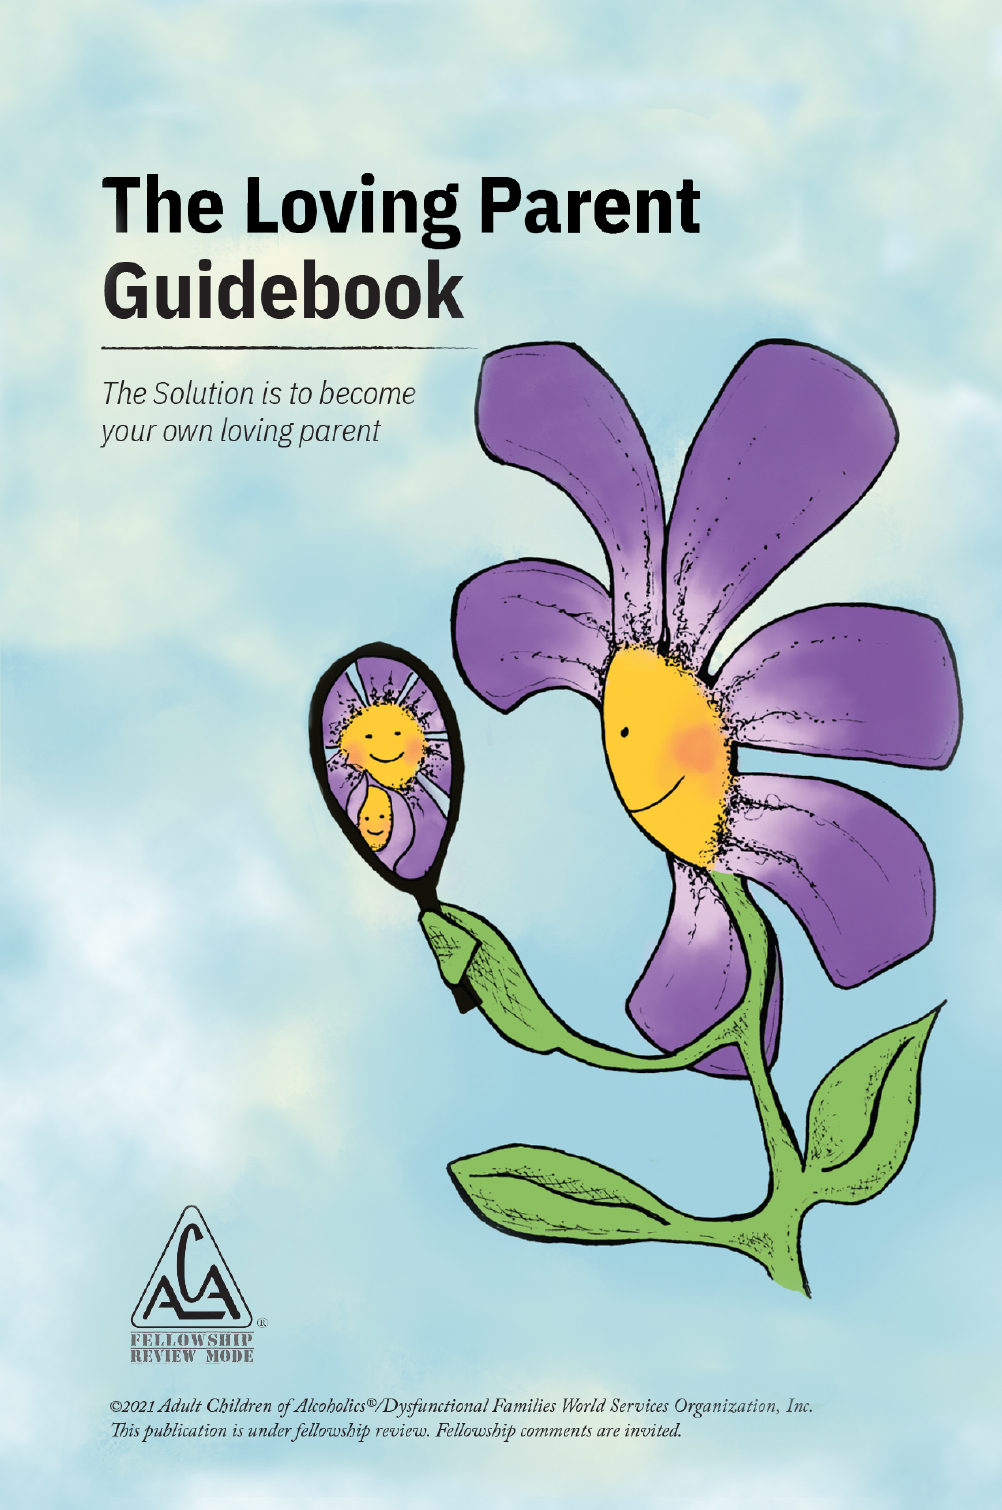 The Loving Parent
Guidebook
The Solution is to become
your own loving parent
ACA
®
FELLOWSHIP
REVIEW MODE
©2021 Adult Children of Alcoholics®/Dysfunctional Families World Services Organization, Inc.
This publication is under fellowship review. Fellowship comments are invited.